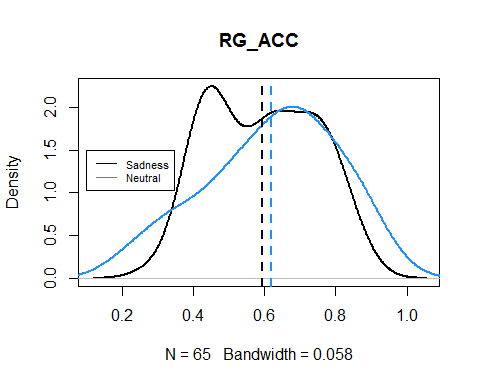 RG_ACC
Density
2.0
1.5
1.0
0.5
0.0
Sadness
Neutral
0.2 0.4 0.6 0.8 1.0
N = 65 Bandwidth = 0.058